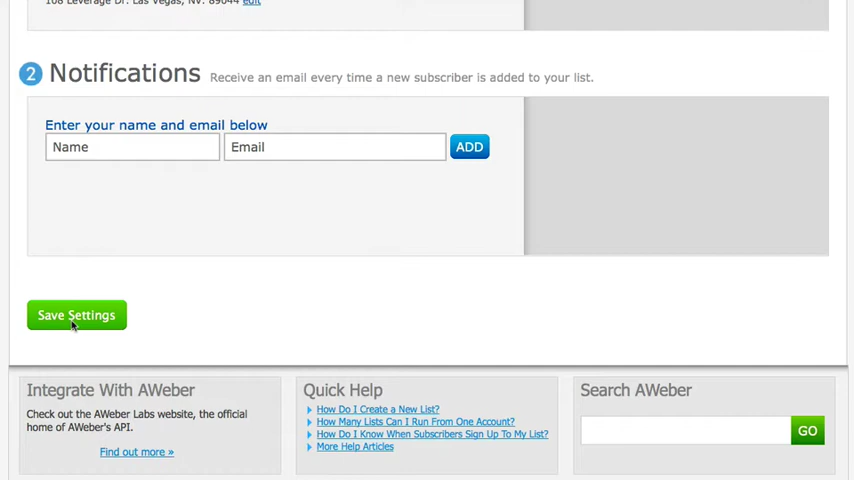 108 Leverage Dr. Las Vegas, NV. 89044 edit
2 Notifications Receive an email every time a new subscriber is added to your list.
Enter your name and email below
Name Email ADD
Save Settings
Integrate With AWeber
Check out the AWeber Labs website, the official
home of AWeber's API.
Find out more »
Quick Help
How Do I Create a New List?
How Many Lists Can I Run From One Account?
How Do I Know When Subscribers Sign Up To My List?
More Help Articles
Search AWeber
GO